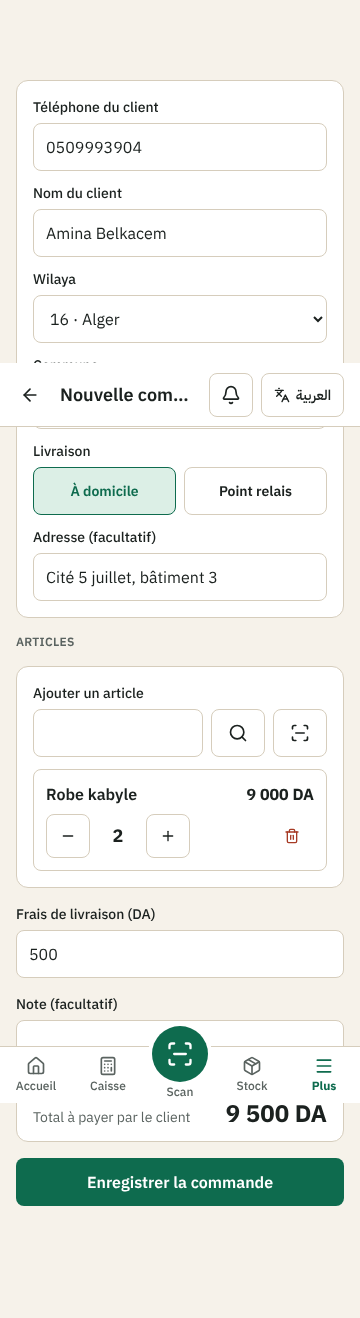 Téléphone du client
0509993904
Nom du client
Amina Belkacem
Wilaya
16 · Alger
Nouvelle com...
العربية
Livraison
À domicile
Point relais
Adresse (facultatif)
Cité 5 juillet, bâtiment 3
ARTICLES
Ajouter un article
Robe kabyle
9 000 DA
2
Frais de livraison (DA)
500
Note (facultatif)
Accueil
Caisse
Scan
Stock
Plus
Total à payer par le client
9 500 DA
Enregistrer la commande